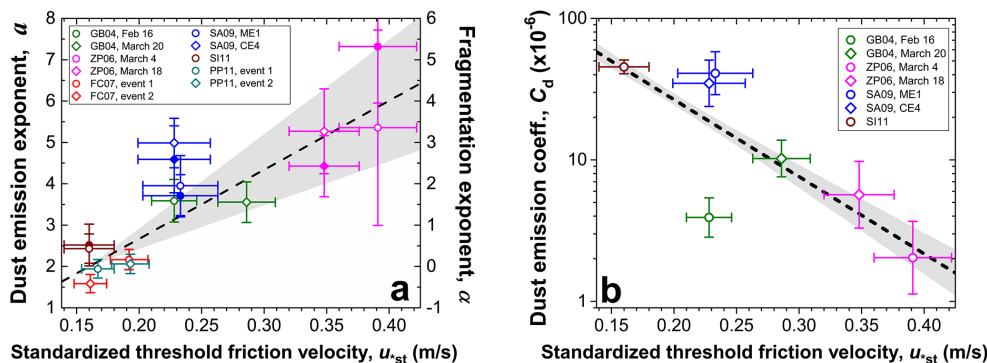 Dust emission exponent, a
7
6
5
4
3
2
1
GB04, Feb 16
GB04, March 20
ZP06, March 4
ZP06, March 18
FC07, event 1
FC07, event 2
SA09, ME1
SA09, CE4
SI11
PP11, event 1
PP11, event 2
a
6
5
4
3
2
1
0
-1
Fragmentation exponent, α
0.15 0.20 0.25 0.30 0.35 0.40
Standardized threshold friction velocity, u*st (m/s)
Dust emission coeff., Cd (x10-6)
100
10
1
GB04, Feb 16
GB04, March 20
ZP06, March 4
ZP06, March 18
SA09, ME1
SA09, CE4
SI11
b
0.15 0.20 0.25 0.30 0.35 0.40
Standardized threshold friction velocity, u*st (m/s)